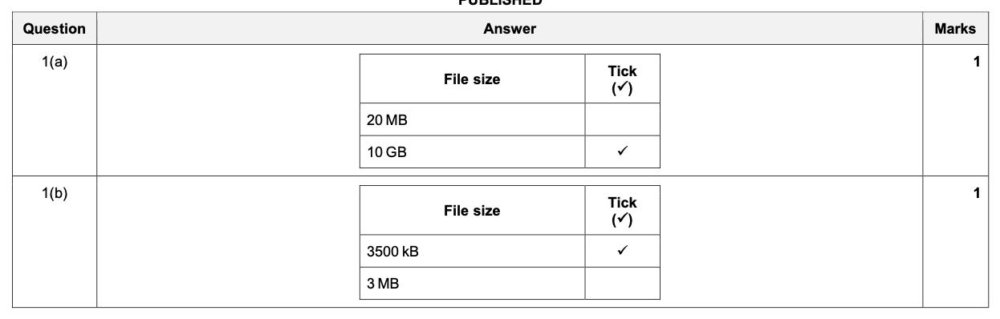 PUBLISHED
Question Answer Marks
1(a) 1
File size Tick
(✓)
20 MB
10 GB ✓
1(b) 1
File size Tick
(✓)
3500 kB ✓
3 MB